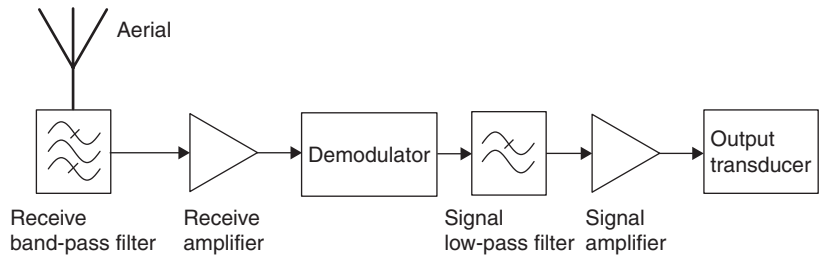 Aerial
Demodulator
Output
transducer
Receive
band-pass filter
Receive
amplifier
Signal
low-pass filter
Signal
amplifier